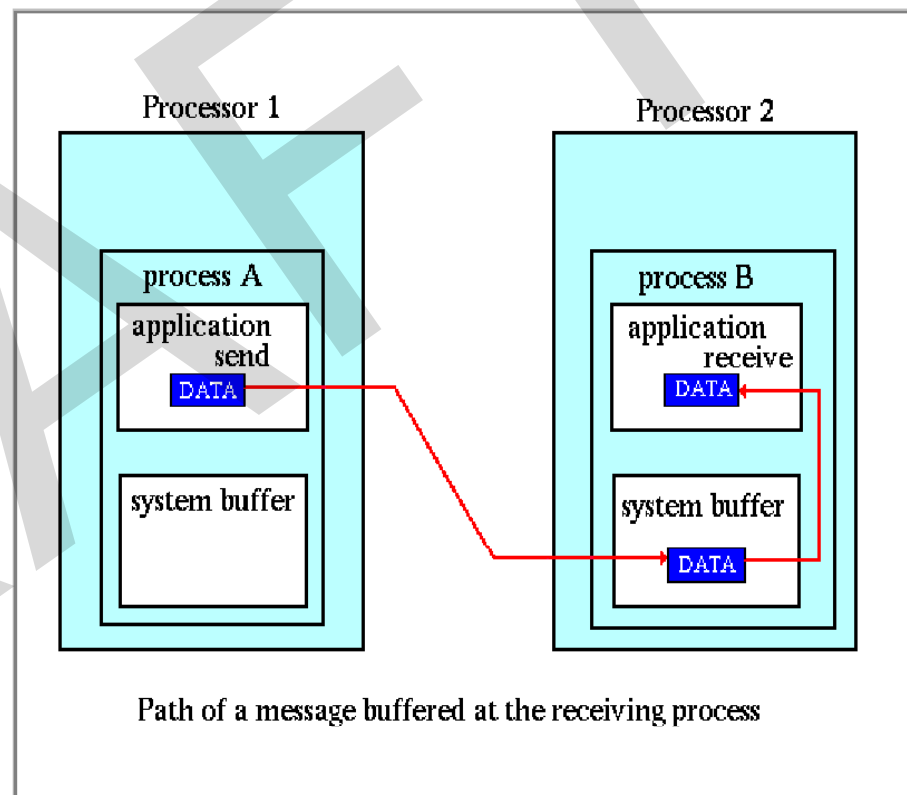 Processor 1
Processor 2
process A
application
send
DATA
system buffer
process B
application
receive
DATA
system buffer
DATA
Path of a message buffered at the receiving process